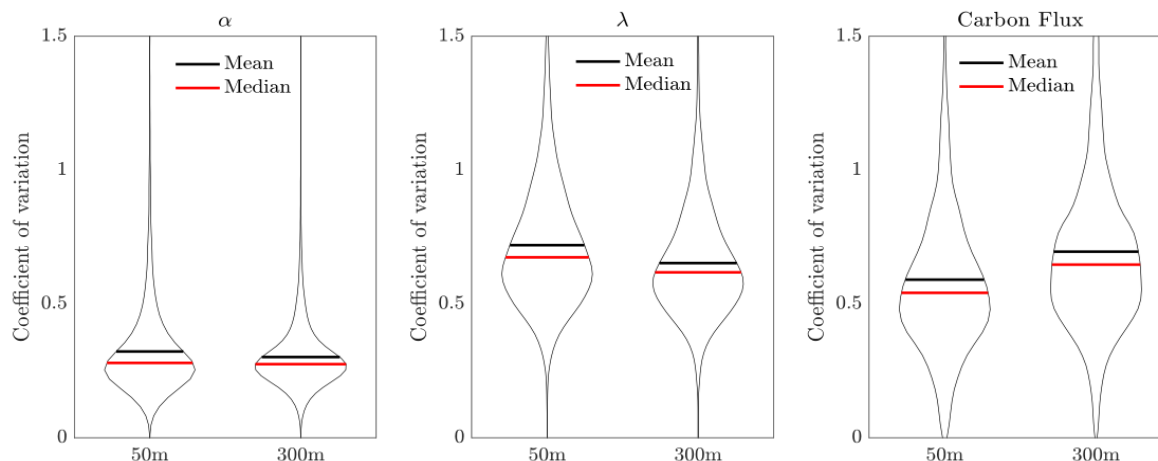 α
Coefficient of variation
1.5
1
0.5
0
Mean
Median
50m
300m
λ
Coefficient of variation
1.5
1
0.5
0
Mean
Median
50m
300m
Carbon Flux
Coefficient of variation
1.5
1
0.5
0
Mean
Median
50m
300m